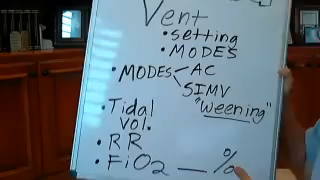 Vent
• setting
• MODES
• MODES < AC
SIMV
"weening"
• Tidal
vol.
• RR
• FiO2 __ %